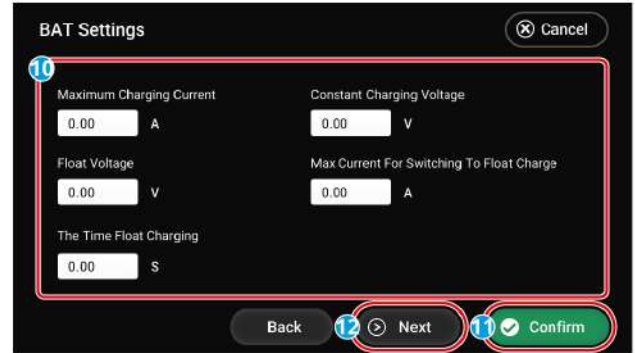 BAT Settings
Cancel
10
Maximum Charging Current
Constant Charging Voltage
0.00 A
0.00 V
Float Voltage
Max Current For Switching To Float Charge
0.00 V
0.00 A
The Time Float Charging
0.00 S
Back
12 Next
11 Confirm